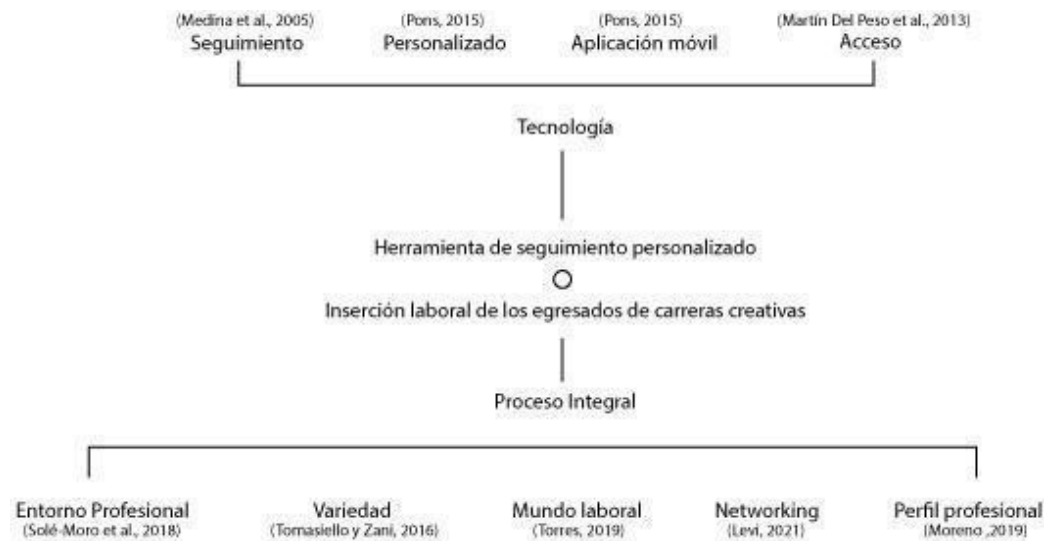 (Medina et al., 2005) (Pons, 2015) (Pons, 2015) (Martín Del Peso et al., 2013)
Seguimiento Personalizado Aplicación móvil Acceso
Tecnología
Herramienta de seguimiento personalizado
Inserción laboral de los egresados de carreras creativas
Proceso Integral
Entorno Profesional Variedad Mundo laboral Networking Perfil profesional
(Solé-Moro et al., 2018) (Tomasiello y Zani, 2016) (Torres, 2019) (Levi, 2021) (Moreno ,2019)